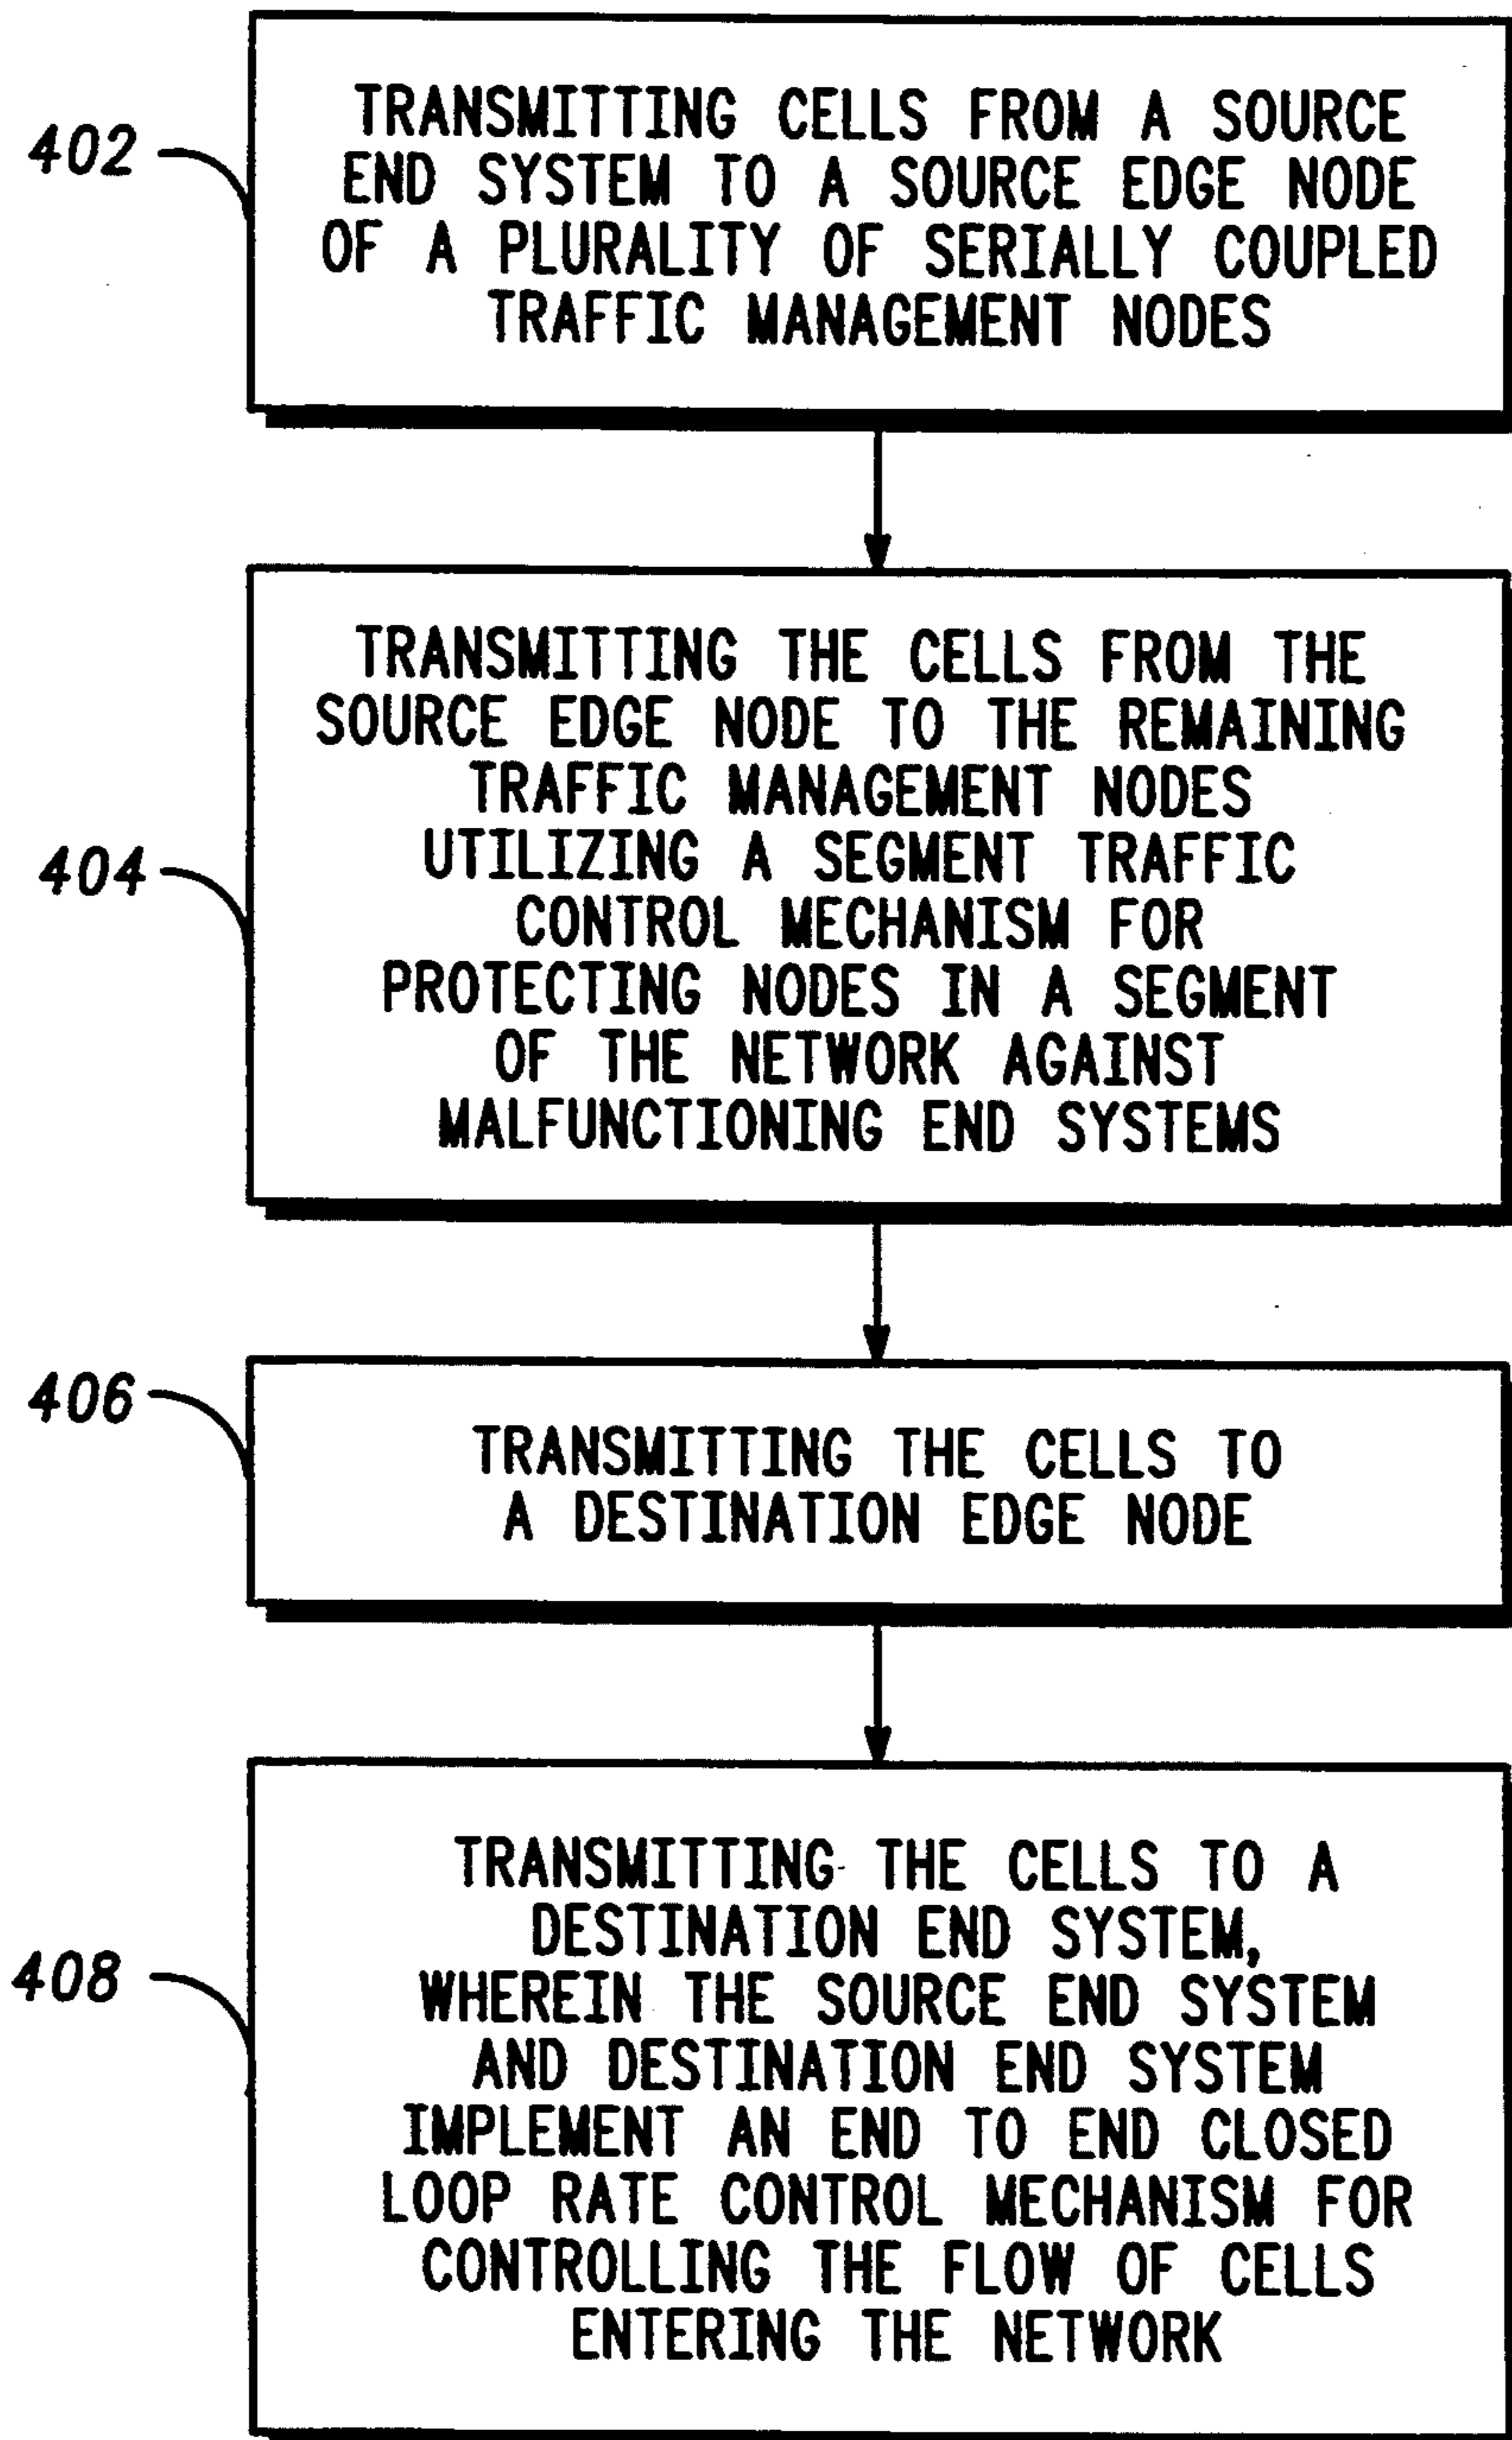 402
TRANSMITTING CELLS FROM A SOURCE
END SYSTEM TO A SOURCE EDGE NODE
OF A PLURALITY OF SERIALLY COUPLED
TRAFFIC MANAGEMENT NODES
404
TRANSMITTING THE CELLS FROM THE
SOURCE EDGE NODE TO THE REMAINING
TRAFFIC MANAGEMENT NODES
UTILIZING A SEGMENT TRAFFIC
CONTROL MECHANISM FOR
PROTECTING NODES IN A SEGMENT
OF THE NETWORK AGAINST
MALFUNCTIONING END SYSTEMS
406
TRANSMITTING THE CELLS TO
A DESTINATION EDGE NODE
408
TRANSMITTING THE CELLS TO A
DESTINATION END SYSTEM,
WHEREIN THE SOURCE END SYSTEM
AND DESTINATION END SYSTEM
IMPLEMENT AN END TO END CLOSED
LOOP RATE CONTROL MECHANISM FOR
CONTROLLING THE FLOW OF CELLS
ENTERING THE NETWORK